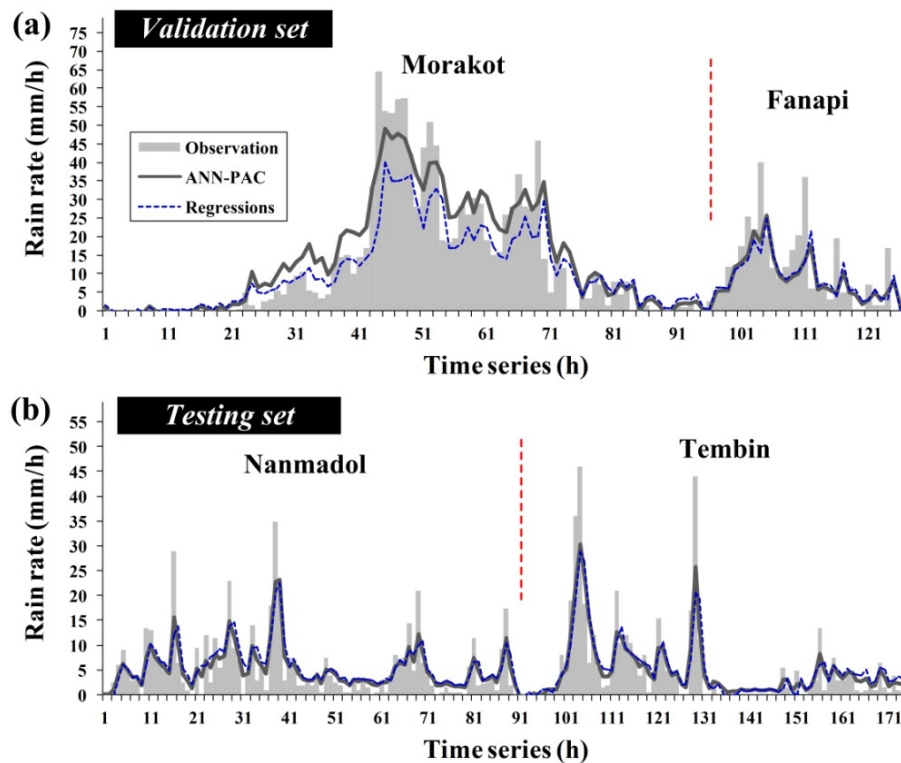 (a)
Validation set
Morakot
Fanapi
Observation
ANN-PAC
Regressions
Rain rate (mm/h)
75
70
65
60
55
50
45
40
35
30
25
20
15
10
5
0
1 11 21 31 41 51 61 71 81 91 101 111 121
Time series (h)
(b)
Testing set
Nanmadol
Tembin
Rain rate (mm/h)
55
50
45
40
35
30
25
20
15
10
5
0
1 11 21 31 41 51 61 71 81 91 101 111 121 131 141 151 161 171
Time series (h)